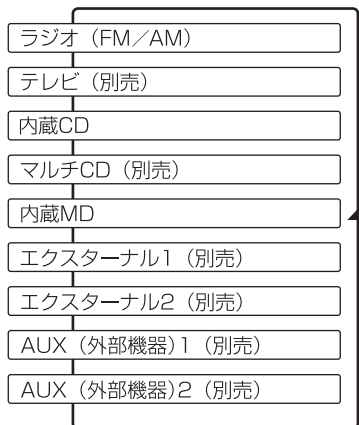 ラジオ（FM／AM）
テレビ（別売）
内蔵CD
マルチCD（別売）
内蔵MD
エクスターナル1（別売）
エクスターナル2（別売）
AUX（外部機器）1（別売）
AUX（外部機器）2（別売）